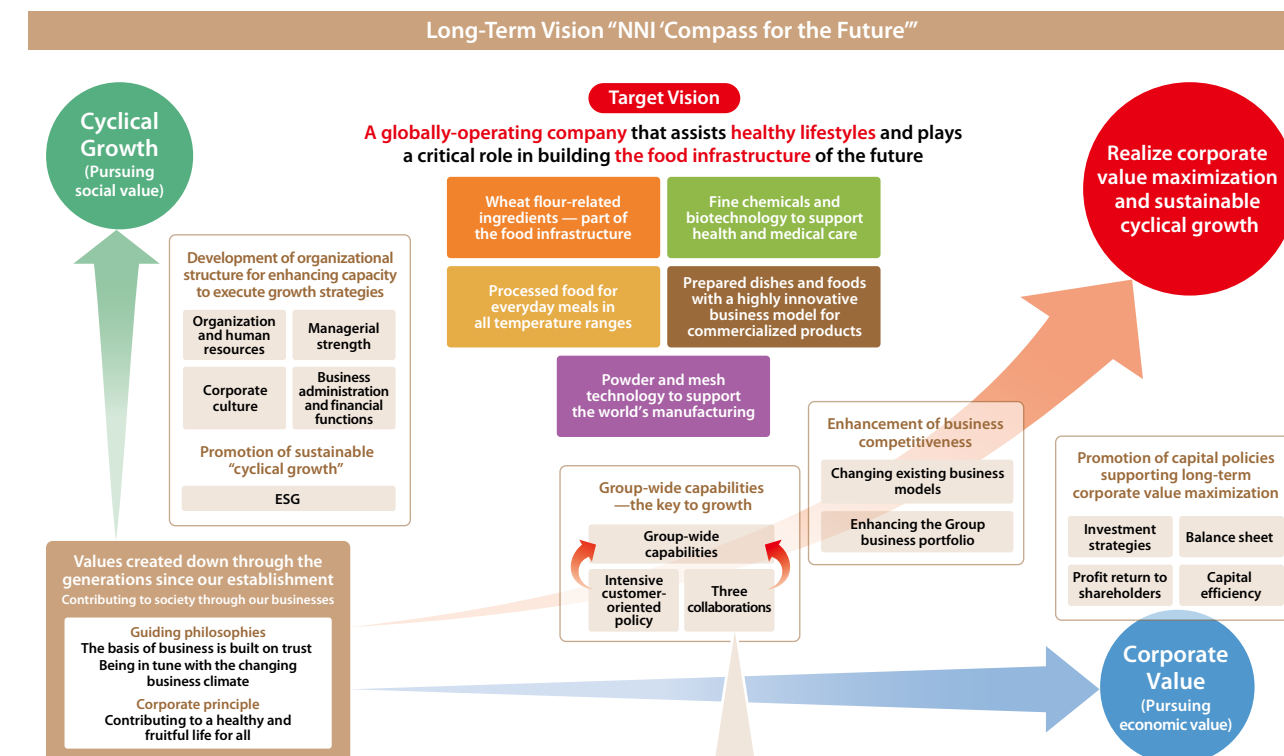 Long-Term Vision “NNI ‘Compass for the Future’”
Cyclical
Growth
(Pursuing
social value)
Target Vision
A globally-operating company that assists healthy lifestyles and plays
a critical role in building the food infrastructure of the future
Realize corporate
value maximization
and sustainable
cyclical growth
Wheat flour-related
ingredients — part of
the food infrastructure
Fine chemicals and
biotechnology to support
health and medical care
Processed food for
everyday meals in
all temperature ranges
Prepared dishes and foods
with a highly innovative
business model for
commercialized products
Powder and mesh
technology to support
the world’s manufacturing
Development of organizational
structure for enhancing capacity
to execute growth strategies
Organization
and human
resources
Managerial
strength
Corporate
culture
Business
administration
and financial
functions
Promotion of sustainable
“cyclical growth”
ESG
Group-wide capabilities
—the key to growth
Group-wide
capabilities
Intensive
customer-
oriented
policy
Three
collaborations
Enhancement of business
competitiveness
Changing existing business
models
Enhancing the Group
business portfolio
Promotion of capital policies
supporting long-term
corporate value maximization
Investment
strategies
Balance sheet
Profit return to
shareholders
Capital
efficiency
Values created down through the
generations since our establishment
Contributing to society through our businesses
Guiding philosophies
The basis of business is built on trust
Being in tune with the changing
business climate
Corporate principle
Contributing to a healthy and
fruitful life for all
Corporate
Value
(Pursuing
economic value)